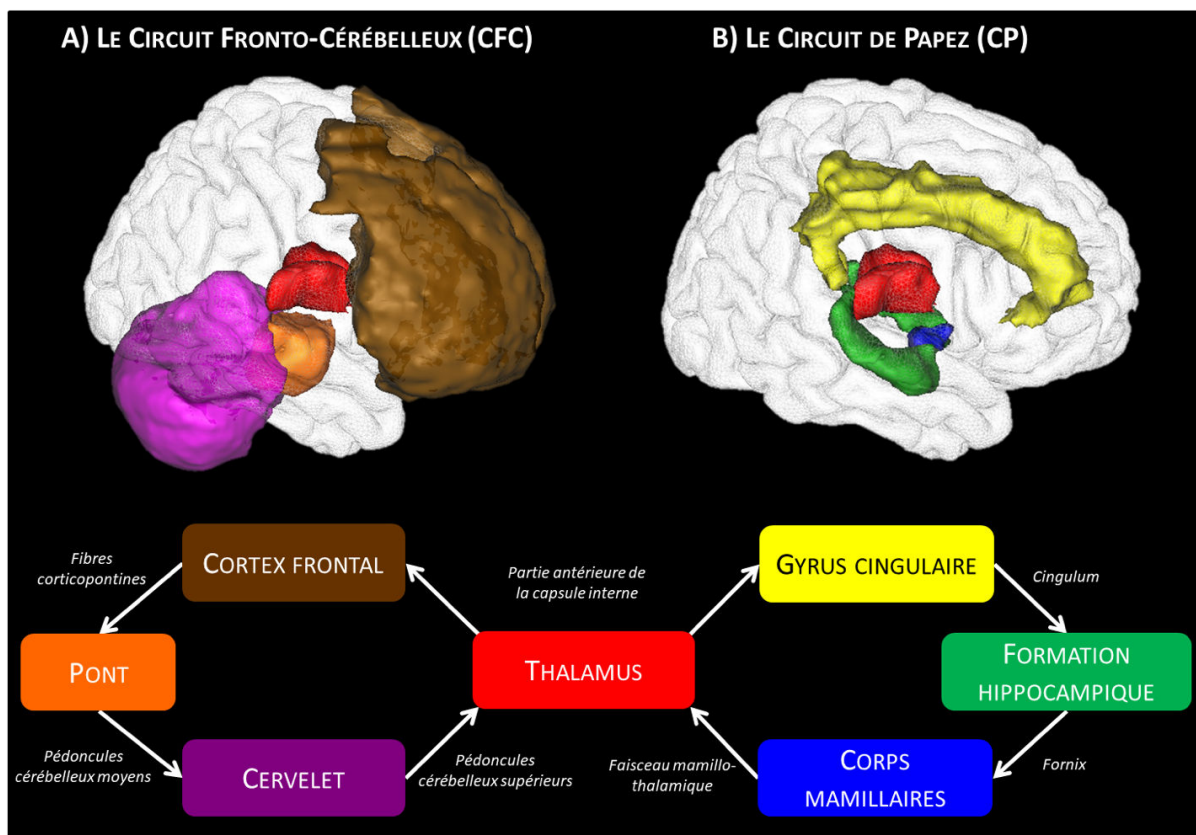 A) LE CIRCUIT FRONTO-CÉRÉBELLEUX (CFC)
B) LE CIRCUIT DE PAPEZ (CP)
CORTEX FRONTAL
GYRUS CINGULAIRE
Fibres
corticopontines
Partie antérieure de
la capsule interne
Cingulum
PONT
THALAMUS
FORMATION
HIPPOCAMPIQUE
Pédoncules
cérébelleux moyens
CERVELET
Pédoncules
cérébelleux supérieurs
Faisceau mamillo-
thalamique
CORPS
MAMILLAIRES
Fornix